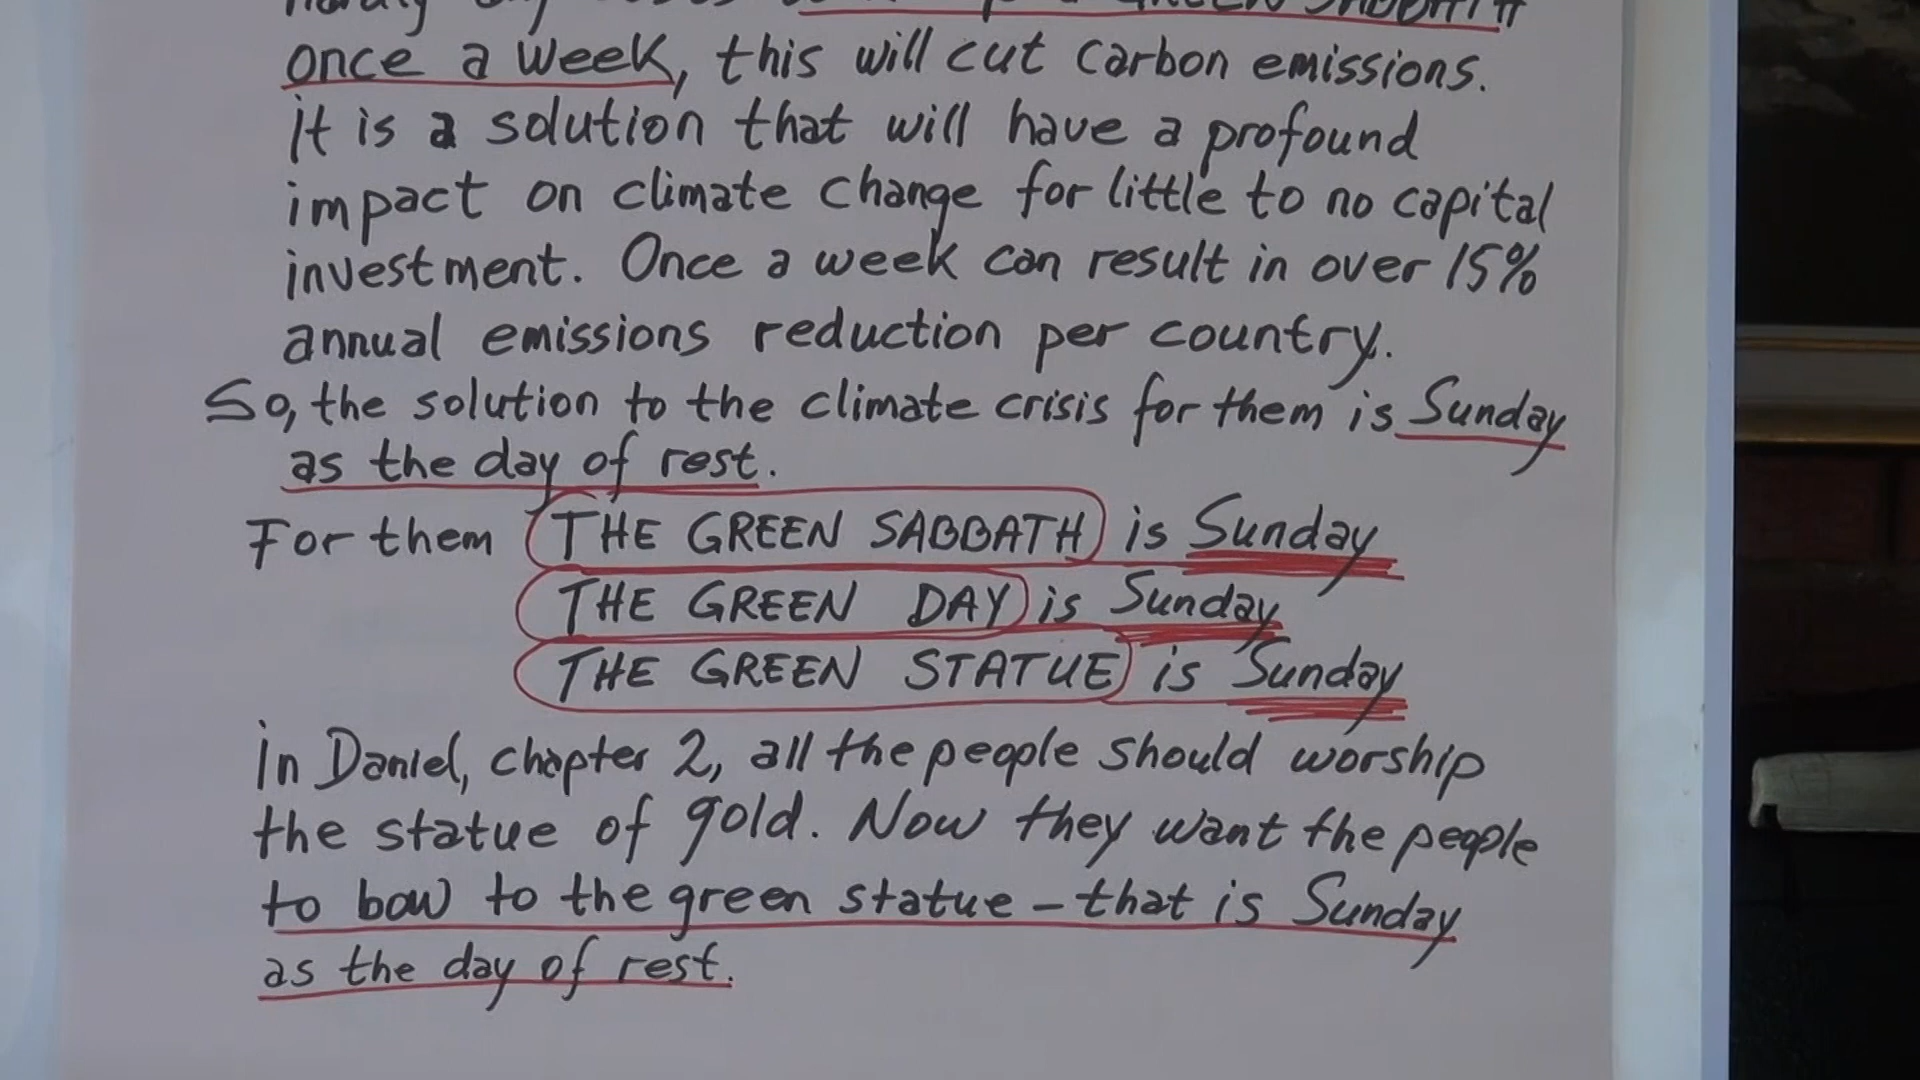 GREEN SABBATH
once a week, this will cut carbon emissions.
it is a solution that will have a profound
impact on climate change for little to no capital
investment. Once a week can result in over 15%
annual emissions reduction per country.
So, the solution to the climate crisis for them is Sunday
as the day of rest.
For them THE GREEN SABBATH is Sunday
THE GREEN DAY is Sunday
THE GREEN STATUE is Sunday
in Daniel, chapter 2, all the people should worship
the statue of gold. Now they want the people
to bow to the green statue – that is Sunday
as the day of rest.